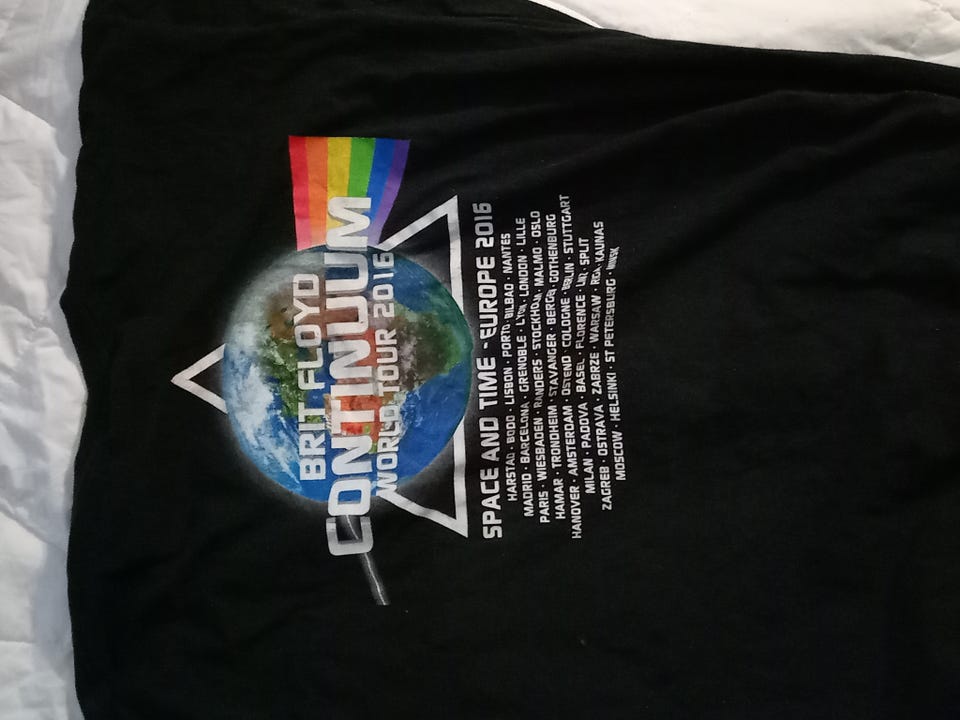 BRIT FLOYD
CONTINUUM
WORLD TOUR 2016
SPACE AND TIME - EUROPE 2016
HARSTAD · BODO · LISBON · PORTO · BILBAO · NANTES
MADRID · BARCELONA · GRENOBLE · LYON · LONDON · LILLE
PARIS · WIESBADEN · RANDERS · STOCKHOLM · MALMO · OSLO
HAMAR · TRONDHEIM · STAVANGER · BERGEN · GOTHENBURG
HANOVER · AMSTERDAM · OSTEND · COLOGNE · BERLIN · STUTTGART
MILAN · PADOVA · BASEL · FLORENCE · SPLIT
ZAGREB · OSTRAVA · ZABRZE · WARSAW · RIGA · KAUNAS
MOSCOW · HELSINKI · ST PETERSBURG · MINSK